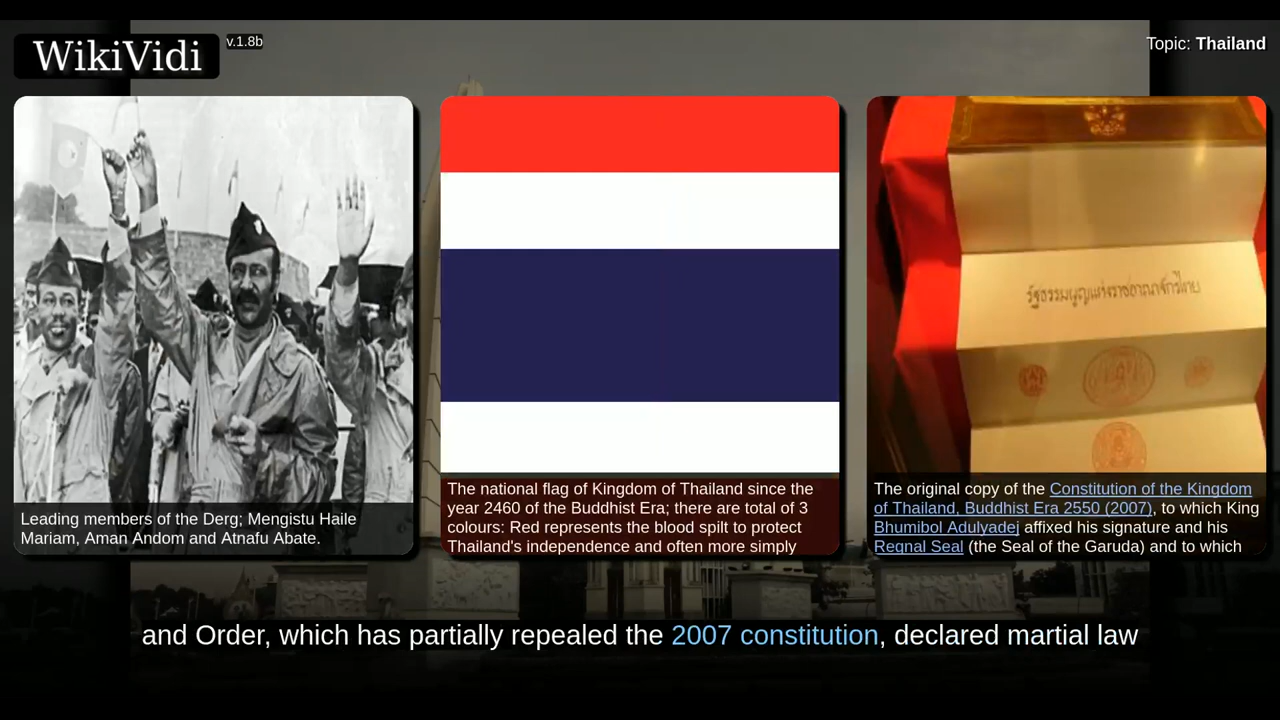 WikiVidi
v.1.8b
Topic: Thailand
Leading members of the Derg; Mengistu Haile
Mariam, Aman Andom and Atnafu Abate.
The national flag of Kingdom of Thailand since the
year 2460 of the Buddhist Era; there are total of 3
colours: Red represents the blood spilt to protect
Thailand's independence and often more simply
รัฐธรรมนูญแห่งราชอาณาจักรไทย
The original copy of the Constitution of the Kingdom
of Thailand, Buddhist Era 2550 (2007), to which King
Bhumibol Adulyadej affixed his signature and his
Regnal Seal (the Seal of the Garuda) and to which
and Order, which has partially repealed the 2007 constitution, declared martial law